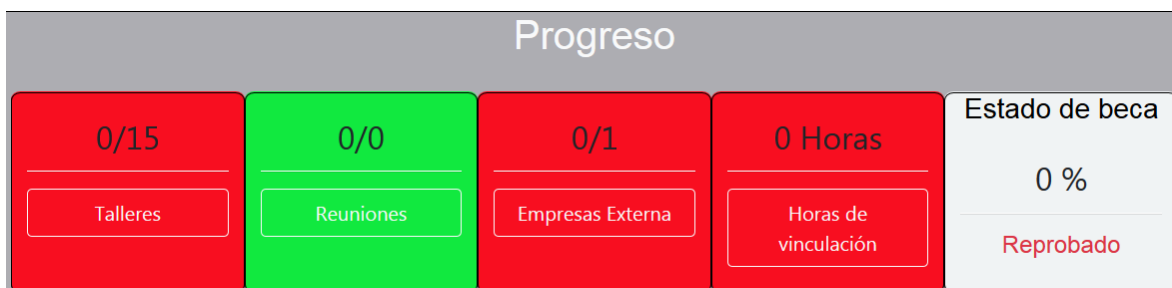 Progreso
0/15
Talleres
0/0
Reuniones
0/1
Empresas Externa
0 Horas
Horas de
vinculación
Estado de beca
0 %
Reprobado